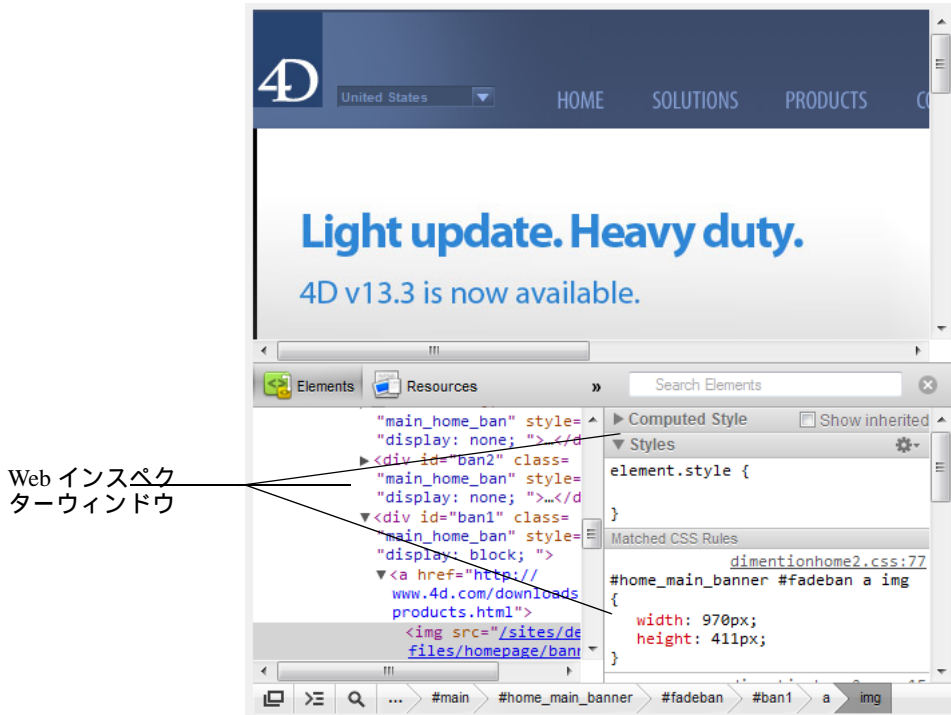 4D
United States
HOME SOLUTIONS PRODUCTS
Light update. Heavy duty.
4D v13.3 is now available.
Elements Resources » Search Elements
"main_home_ban" style=
"display: none; ">…</d
<div id="ban2" class=
"main_home_ban" style=
"display: none; ">…</d
<div id="ban1" class=
"main_home_ban" style=
"display: block; ">
<a href="http://
www.4d.com/downloads
products.html">
<img src="/sites/de
files/homepage/bann
Computed Style Show inherited
Styles
element.style {
}
Matched CSS Rules
dimentionhome2.css:77
#home_main_banner #fadeban a img
{
width: 970px;
height: 411px;
}
Web インスペク
ターウィンドウ
... #main #home_main_banner #fadeban #ban1 a img